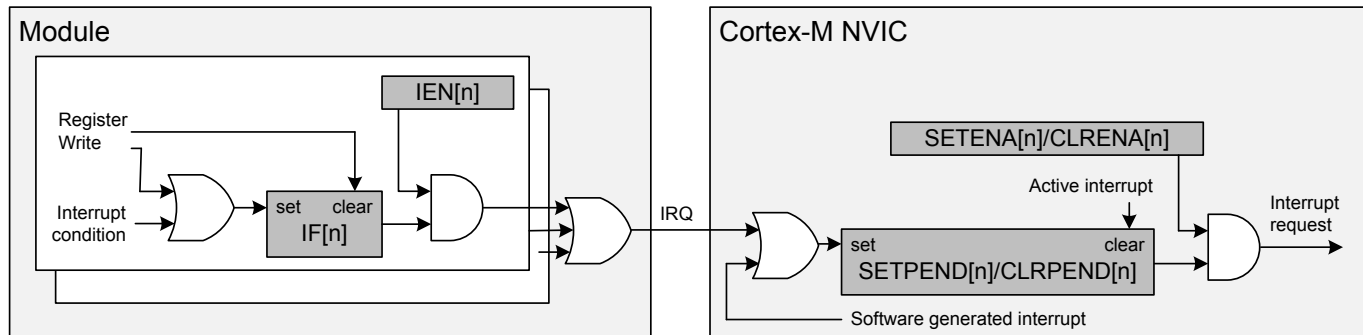 Module
Cortex-M NVIC
IEN[n]
Register
Write
SETENA[n]/CLRENA[n]
Active interrupt
Interrupt
condition
set clear
IF[n]
IRQ
Interrupt
request
set clear
SETPEND[n]/CLRPEND[n]
Software generated interrupt